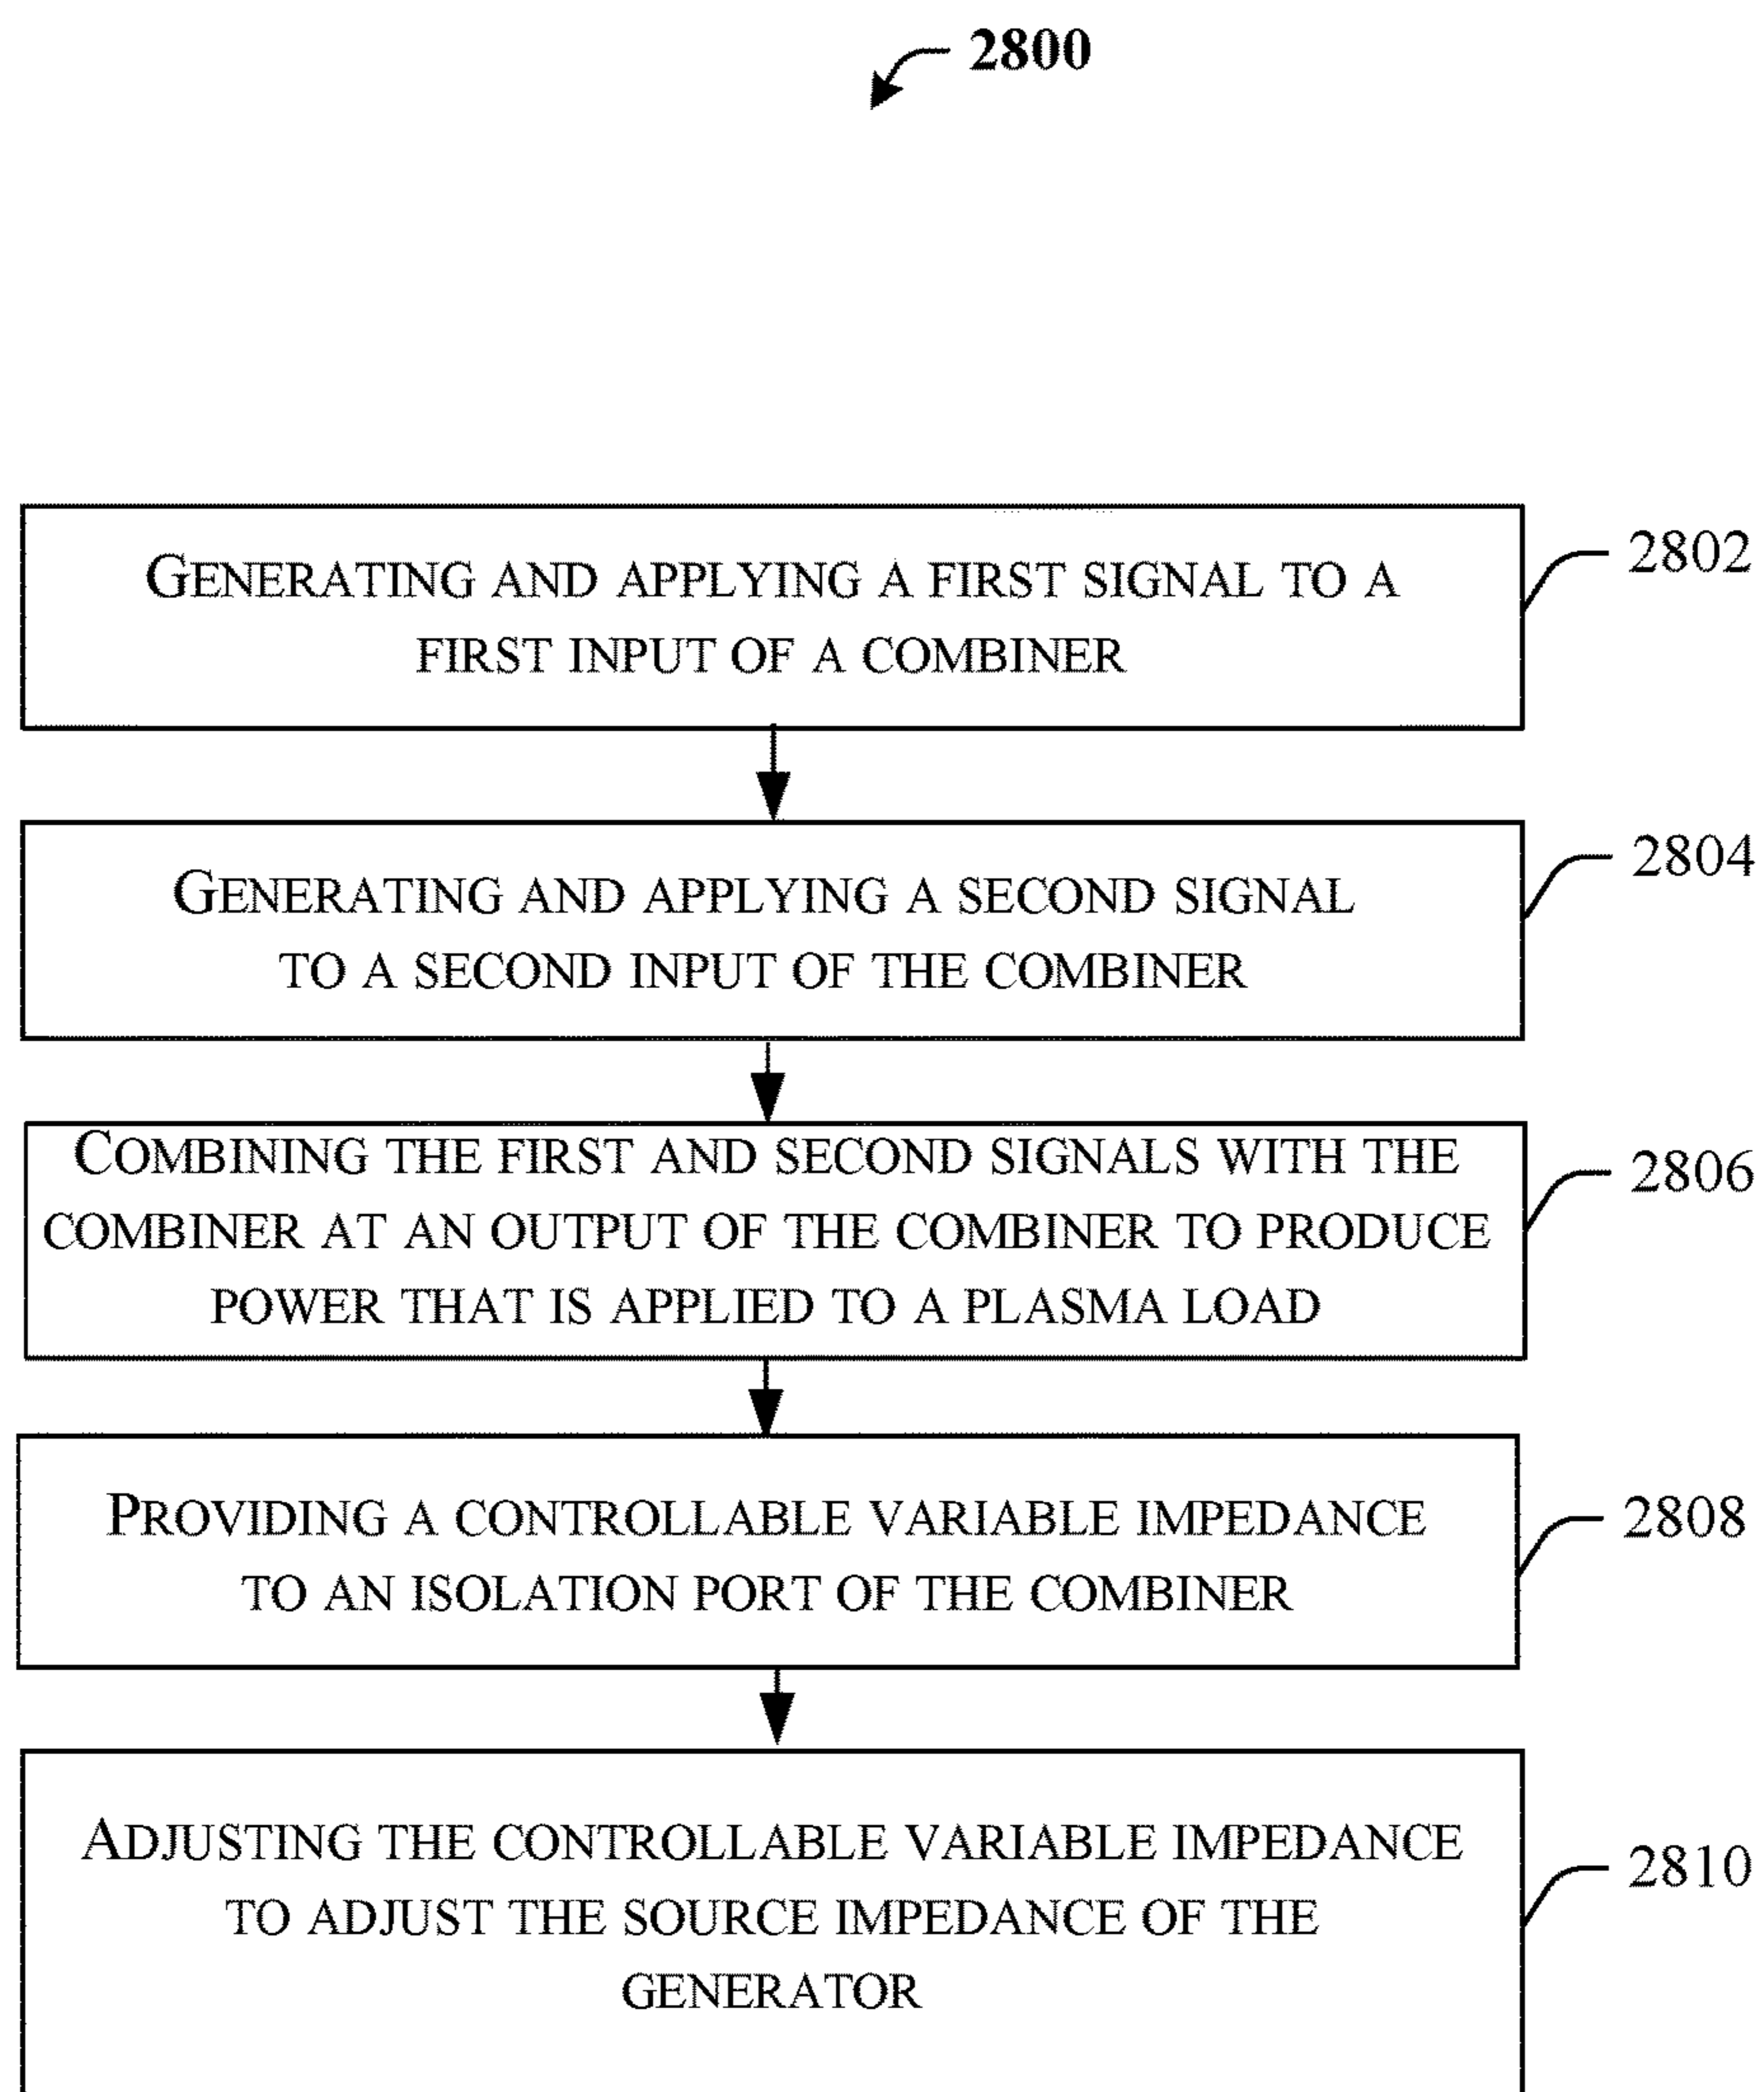 2800
GENERATING AND APPLYING A FIRST SIGNAL TO A
FIRST INPUT OF A COMBINER
2802
GENERATING AND APPLYING A SECOND SIGNAL
TO A SECOND INPUT OF THE COMBINER
2804
COMBINING THE FIRST AND SECOND SIGNALS WITH THE
COMBINER AT AN OUTPUT OF THE COMBINER TO PRODUCE
POWER THAT IS APPLIED TO A PLASMA LOAD
2806
PROVIDING A CONTROLLABLE VARIABLE IMPEDANCE
TO AN ISOLATION PORT OF THE COMBINER
2808
ADJUSTING THE CONTROLLABLE VARIABLE IMPEDANCE
TO ADJUST THE SOURCE IMPEDANCE OF THE
GENERATOR
2810